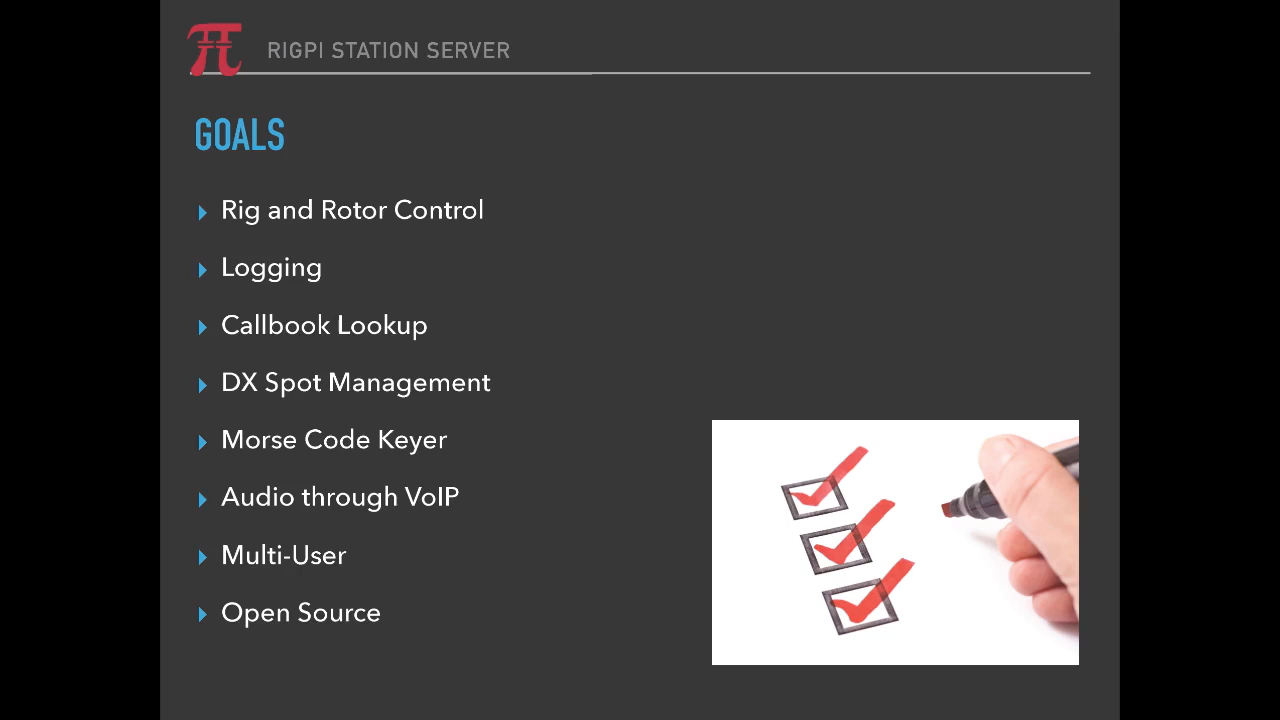 RIGPI STATION SERVER
GOALS
Rig and Rotor Control
Logging
Callbook Lookup
DX Spot Management
Morse Code Keyer
Audio through VoIP
Multi-User
Open Source